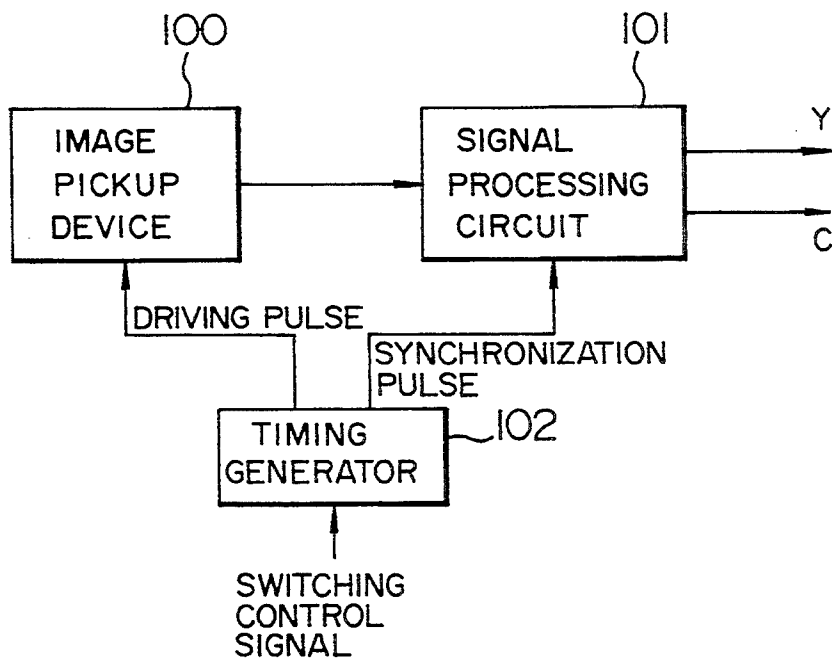 100
101
IMAGE
PICKUP
DEVICE
SIGNAL
PROCESSING
CIRCUIT
Y
C
DRIVING PULSE
SYNCHRONIZATION
PULSE
TIMING
GENERATOR
102
SWITCHING
CONTROL
SIGNAL